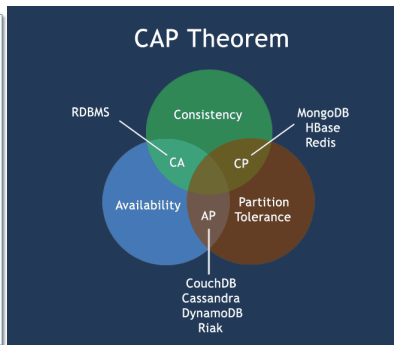 CAP Theorem
RDBMS
Consistency
MongoDB
HBase
Redis
CA
CP
Availability
Partition
Tolerance
AP
CouchDB
Cassandra
DynamoDB
Riak